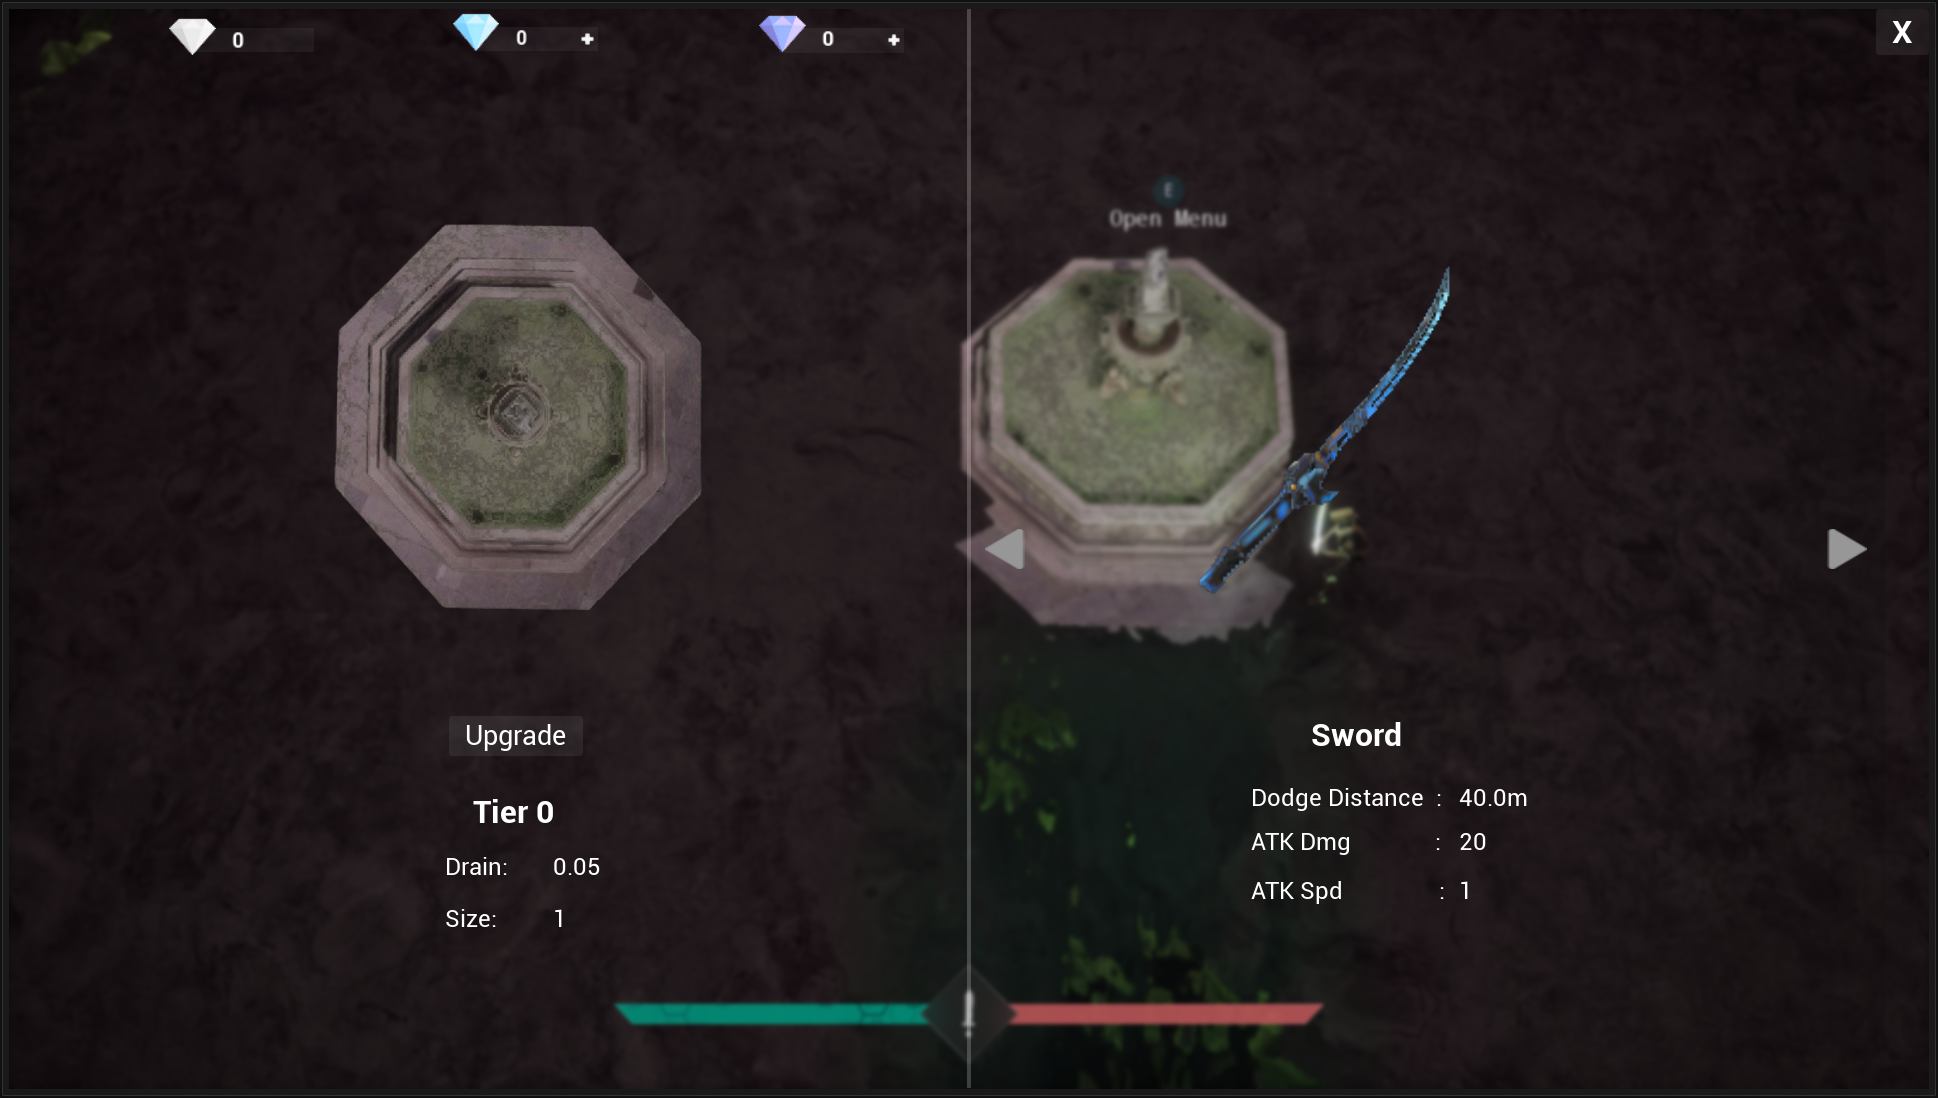 0
0 +
0 +
X
E
Open Menu
Upgrade
Tier 0
Drain: 0.05
Size: 1
Sword
Dodge Distance : 40.0m
ATK Dmg : 20
ATK Spd : 1